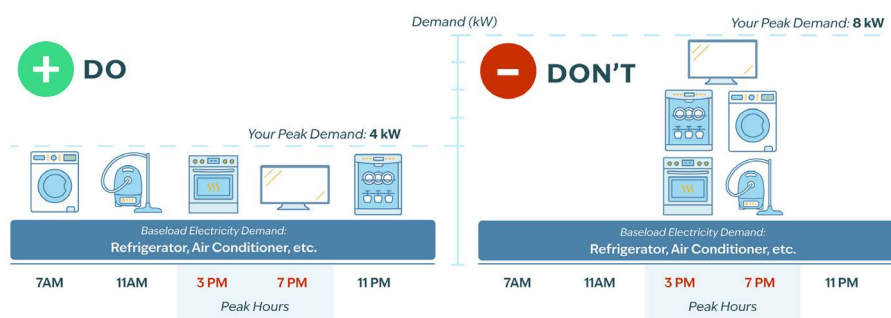 Demand (kW)
Your Peak Demand: 8 kW
+ DO
- DON'T
Your Peak Demand: 4 kW
Baseload Electricity Demand:
Refrigerator, Air Conditioner, etc.
Baseload Electricity Demand:
Refrigerator, Air Conditioner, etc.
7AM 11AM 3 PM 7 PM 11 PM
7AM 11AM 3 PM 7 PM 11 PM
Peak Hours
Peak Hours